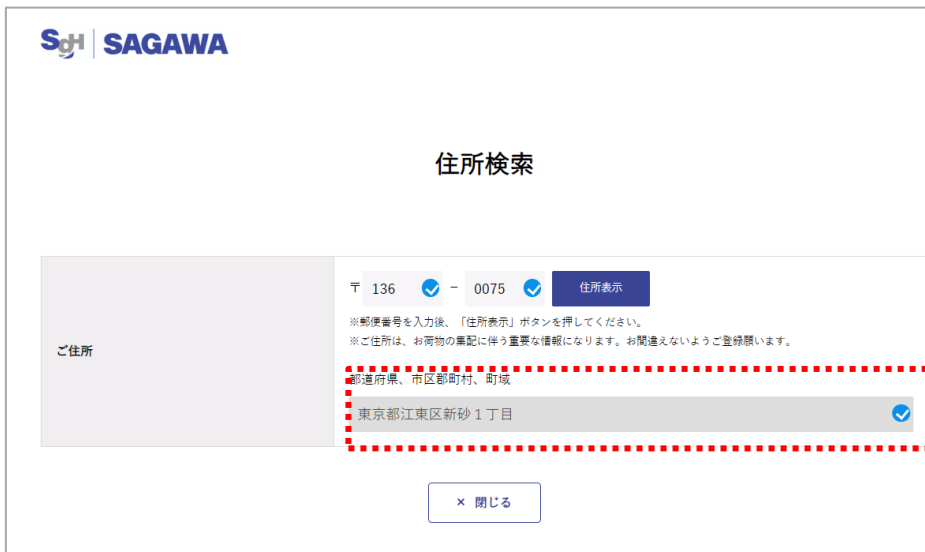 SgH SAGAWA
住所検索
ご住所
〒 136 - 0075 住所表示
※郵便番号を入力後、「住所表示」ボタンを押してください。
※ご住所は、お荷物の集配に伴う重要な情報になります。お間違えないようご登録願います。
都道府県、市区郡町村、町域
東京都江東区新砂１丁目
× 閉じる